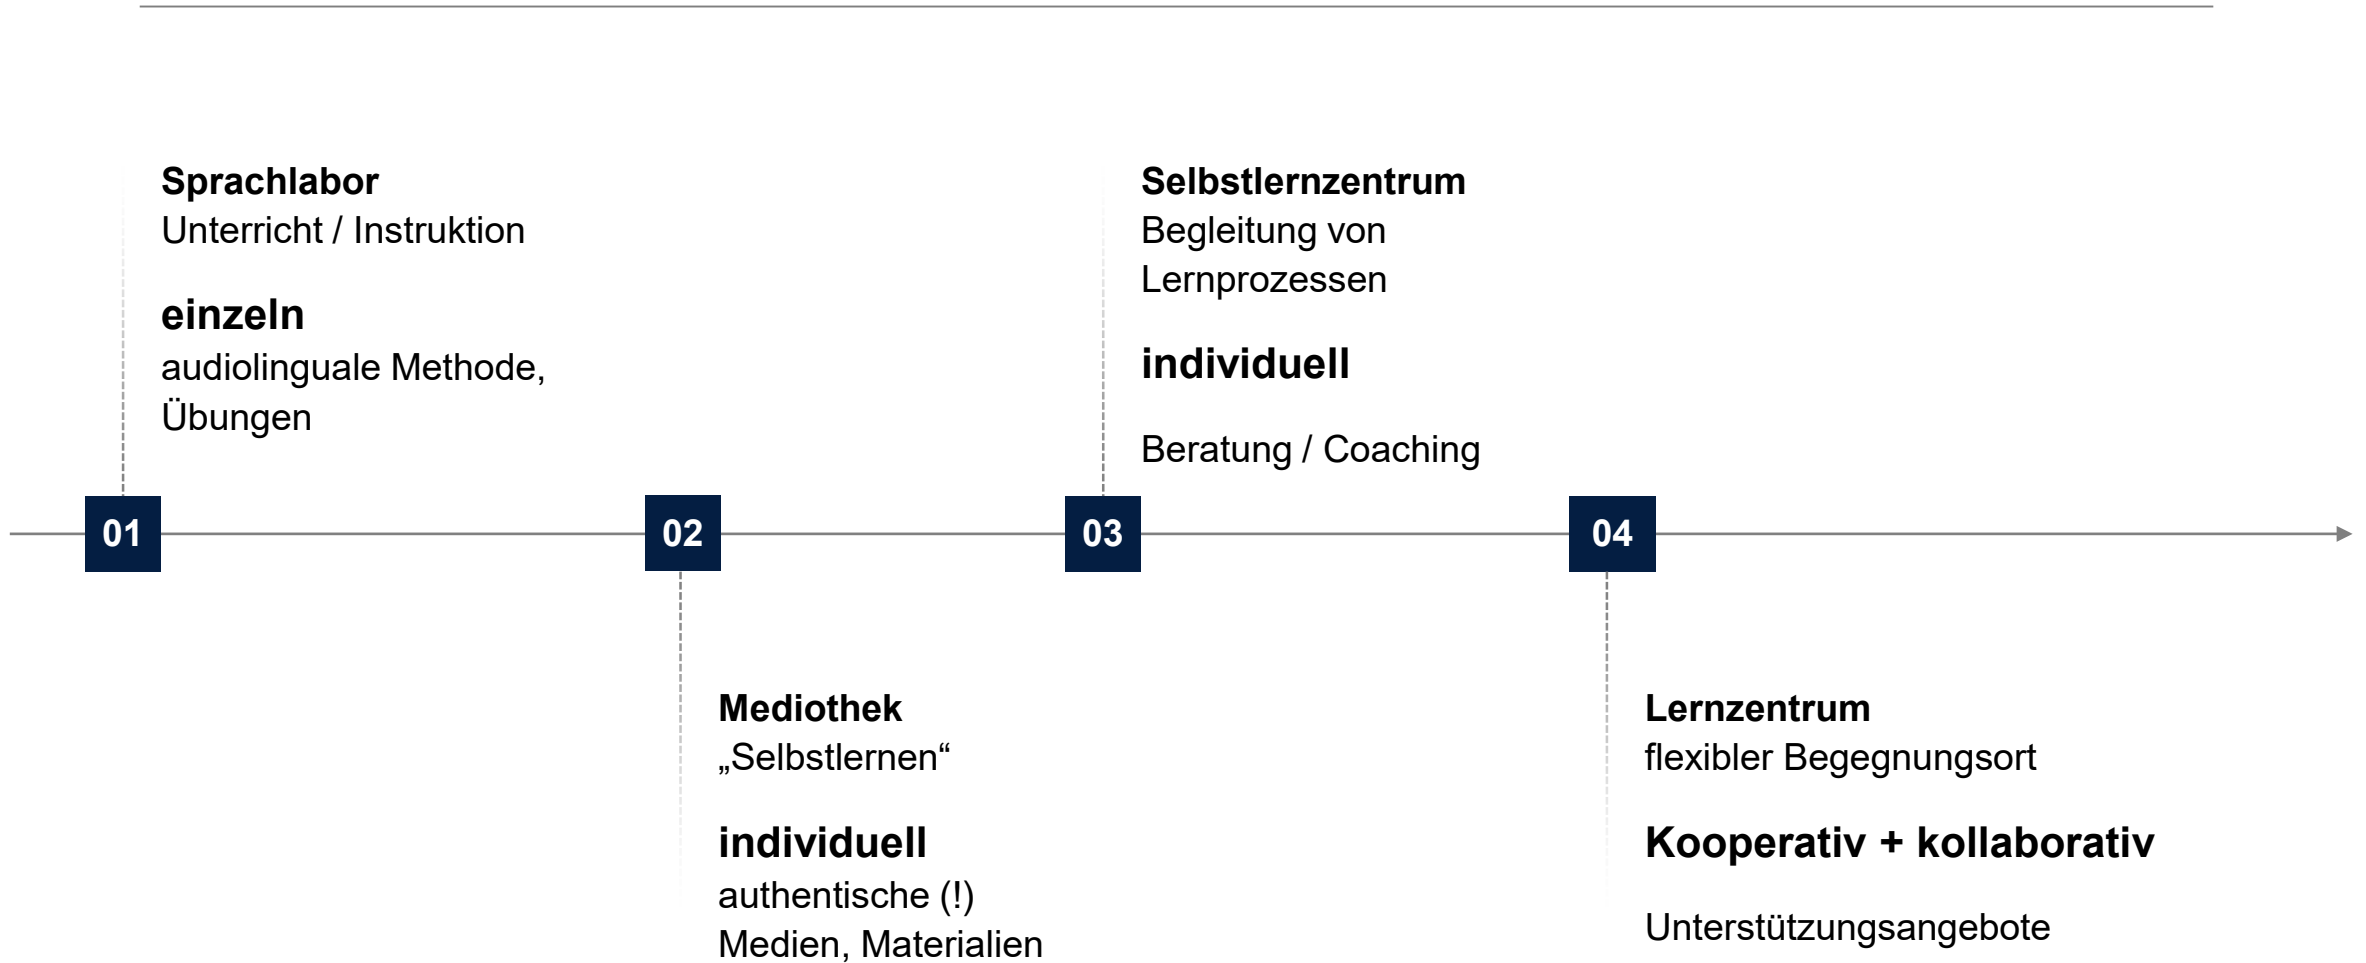 Sprachlabor
Unterricht / Instruktion
einzeln
audiolinguale Methode,
Übungen
Selbstlernzentrum
Begleitung von
Lernprozessen
individuell
Beratung / Coaching
01
02
03
04
Mediothek
„Selbstlernen“
individuell
authentische (!)
Medien, Materialien
Lernzentrum
flexibler Begegnungsort
Kooperativ + kollaborativ
Unterstützungsangebote